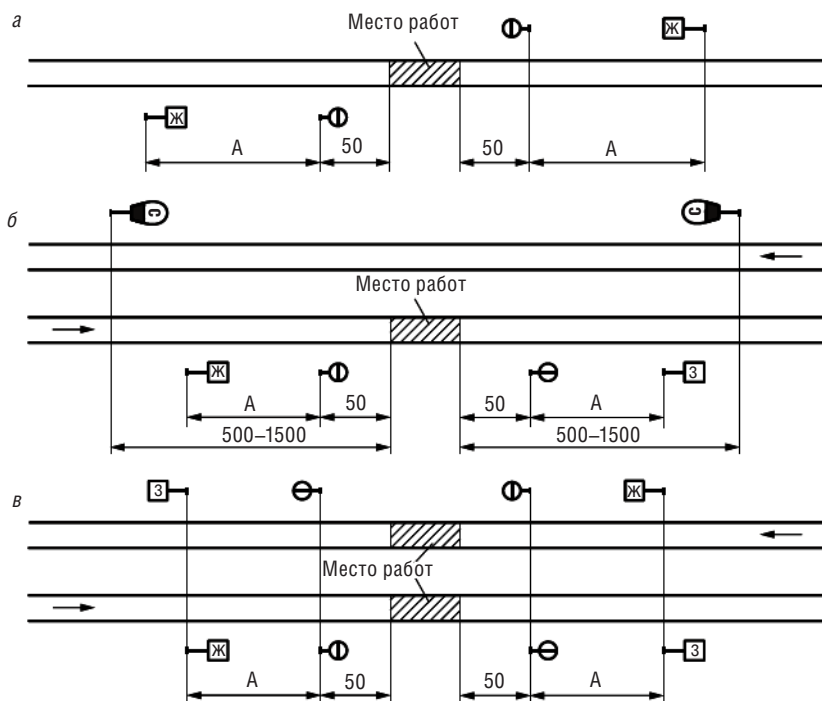 а
Место работ
Ж
Ж
А
50
50
А
б
С
С
Место работ
Ж
З
А
50
50
А
500–1500
500–1500
в
З
Ж
Место работ
Ж
З
А
50
50
А